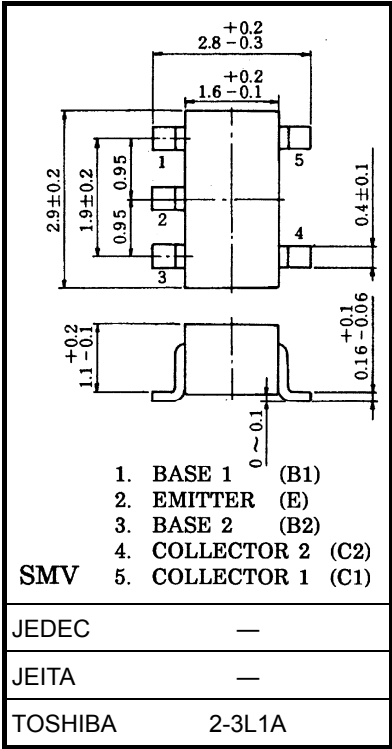 +0.2
2.8 −0.3
+0.2
1.6 −0.1
2.9±0.2
1.9±0.2
0.95
0.95
1
2
3
5
4
0.4±0.1
+0.2
1.1−0.1
+0.1
0.16−0.06
0 ~ 0.1
1. BASE 1 (B1)
2. EMITTER (E)
3. BASE 2 (B2)
4. COLLECTOR 2 (C2)
SMV 5. COLLECTOR 1 (C1)
JEDEC —
JEITA —
TOSHIBA 2-3L1A